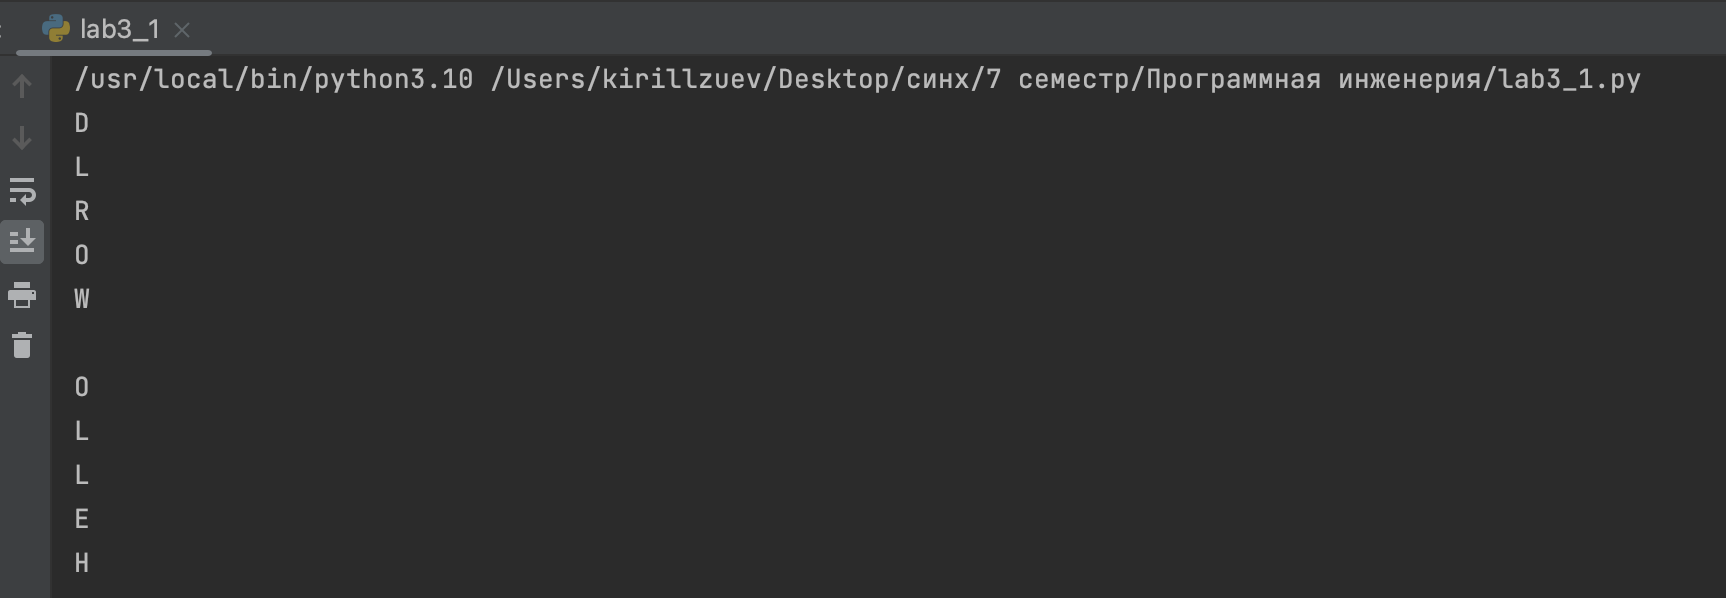 lab3_1
/usr/local/bin/python3.10 /Users/kirillzuev/Desktop/синх/7 семестр/Программная инженерия/lab3_1.py
D
L
R
O
W

O
L
L
E
H